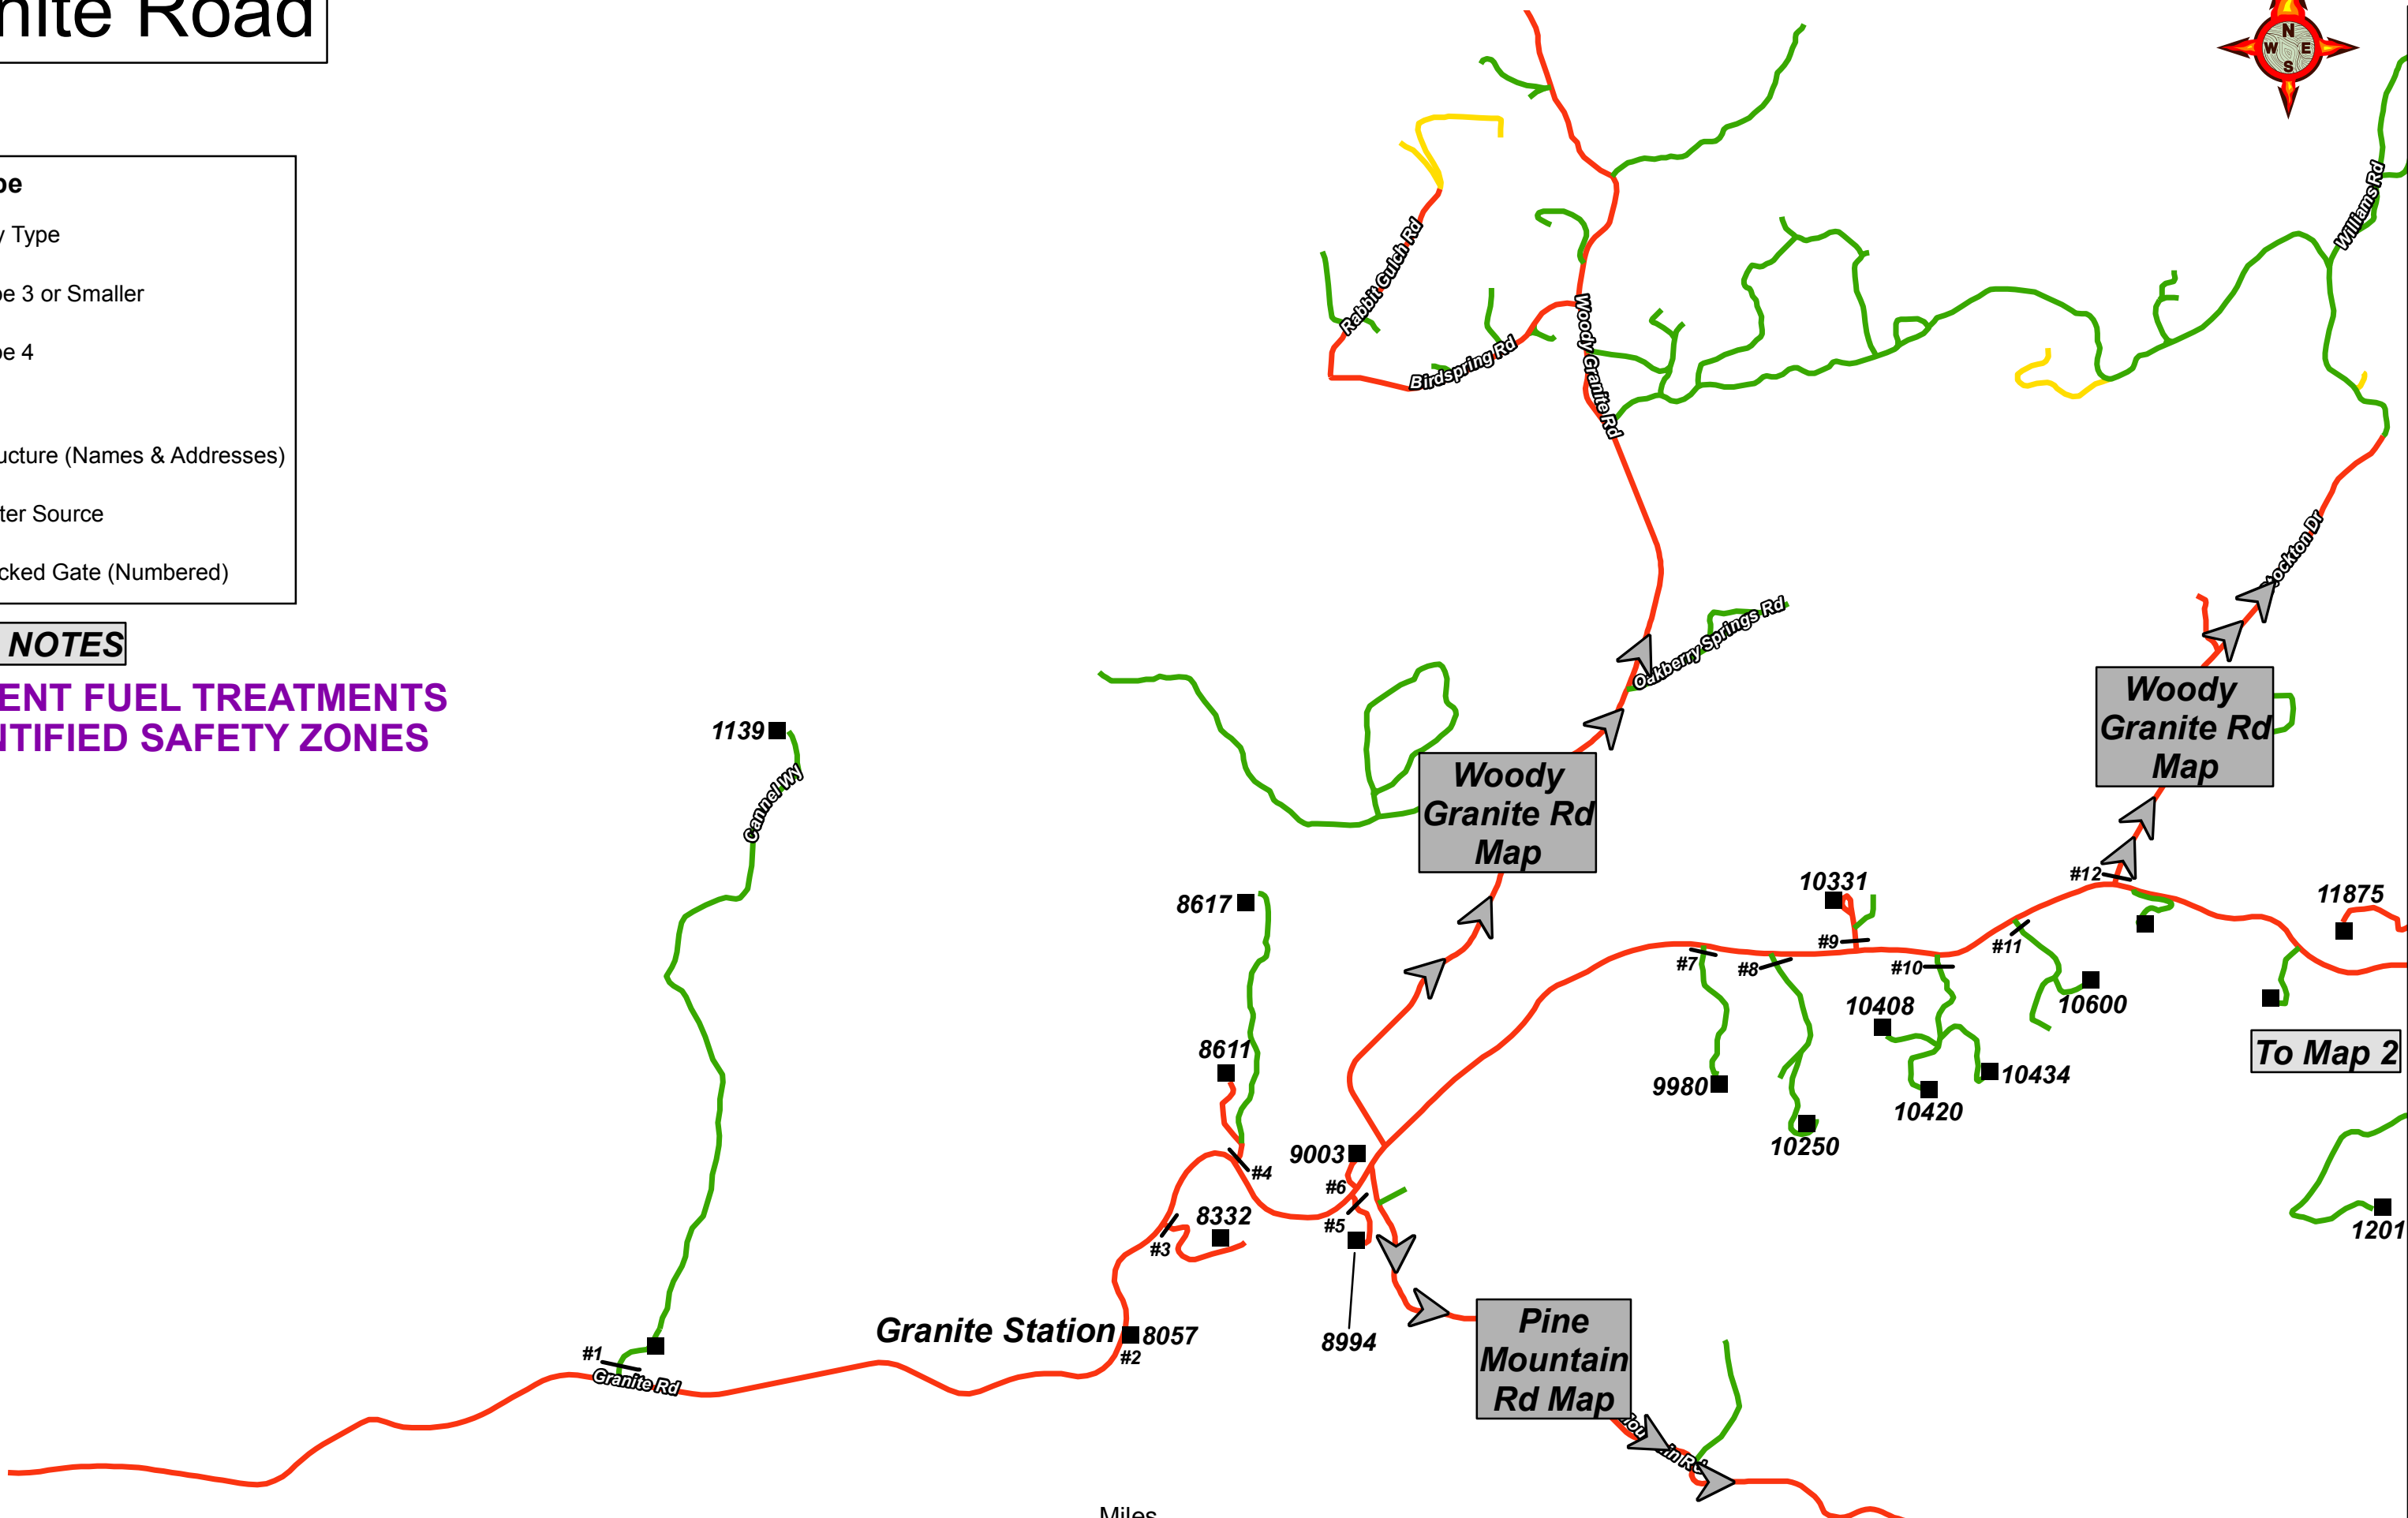 nite Road
N
W E
S
pe
y Type
pe 3 or Smaller
pe 4
ucture (Names & Addresses)
ter Source
cked Gate (Numbered)
NOTES
ENT FUEL TREATMENTS
NTIFIED SAFETY ZONES
Williams Rd
Rabbit Gulch Rd
Birdspring Rd
Woody Granite Rd
ockton Dr
Oakberry Springs Rd
Woody
Granite Rd
Map
Woody
Granite Rd
Map
1139
Cannel Wy
8617
8611
#4
8332
#3
Granite Station
8057
#2
#1
Granite Rd
9003
#6
#5
8994
10331
#9
#7
#8
#10
#11
#12
11875
10408
10600
10434
10420
9980
10250
To Map 2
1201
Pine
Mountain
Rd Map
ountain Rd
Miles